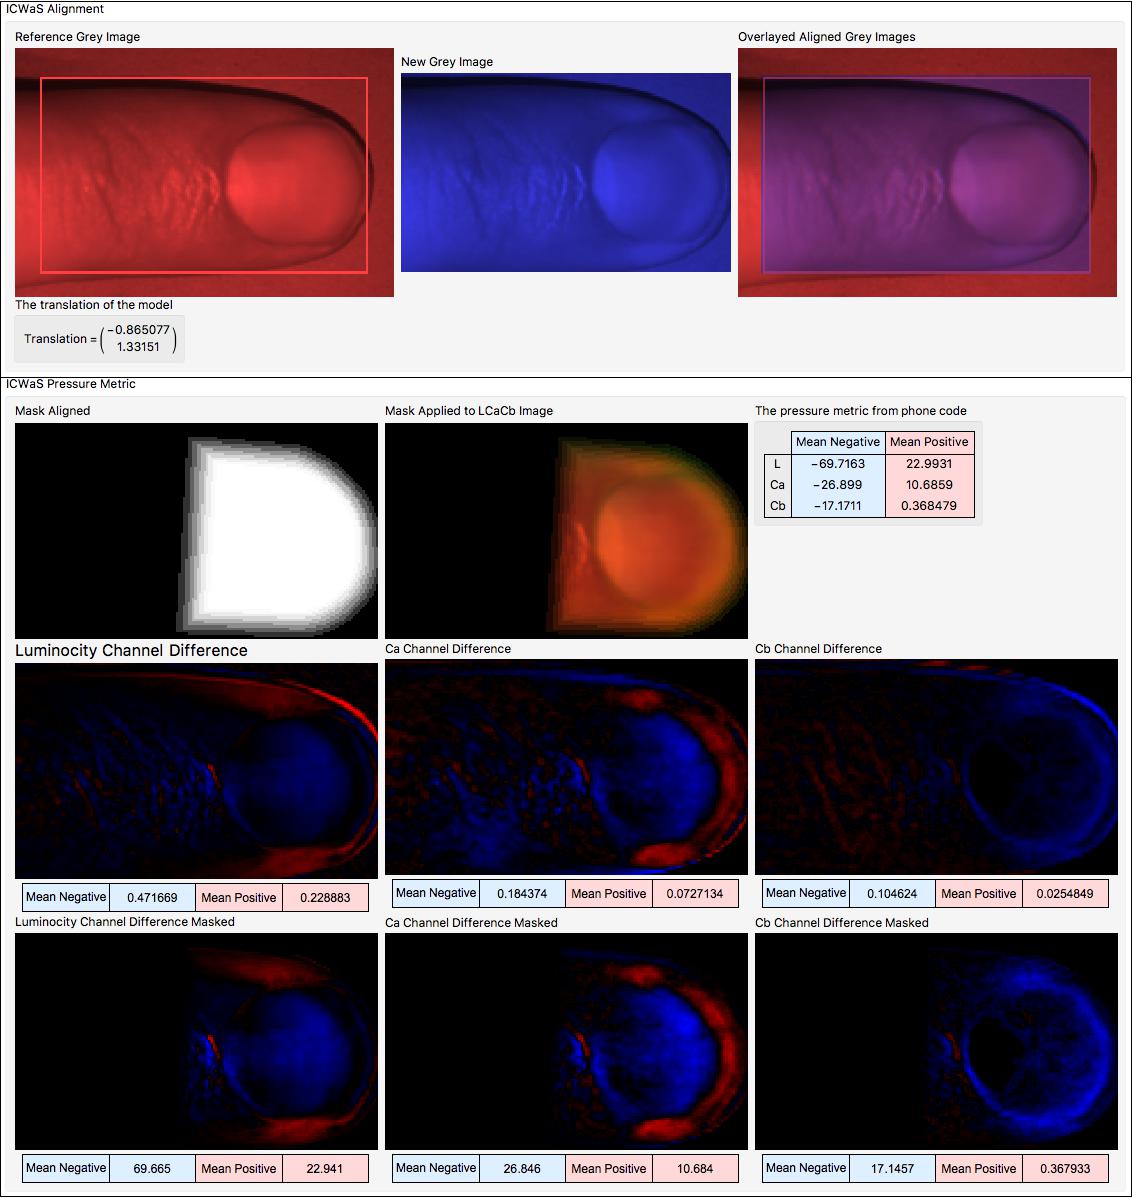 ICWaS Alignment
Reference Grey Image
New Grey Image
Overlayed Aligned Grey Images
The translation of the model
Translation = ( −0.865077
1.33151 )
ICWaS Pressure Metric
Mask Aligned
Mask Applied to LCaCb Image
The pressure metric from phone code
Mean Negative Mean Positive
L −69.7163 22.9931
Ca −26.899 10.6859
Cb −17.1711 0.368479
Luminocity Channel Difference
Ca Channel Difference
Cb Channel Difference
Mean Negative 0.471669 Mean Positive 0.228883
Mean Negative 0.184374 Mean Positive 0.0727134
Mean Negative 0.104624 Mean Positive 0.0254849
Luminocity Channel Difference Masked
Ca Channel Difference Masked
Cb Channel Difference Masked
Mean Negative 69.665 Mean Positive 22.941
Mean Negative 26.846 Mean Positive 10.684
Mean Negative 17.1457 Mean Positive 0.367933